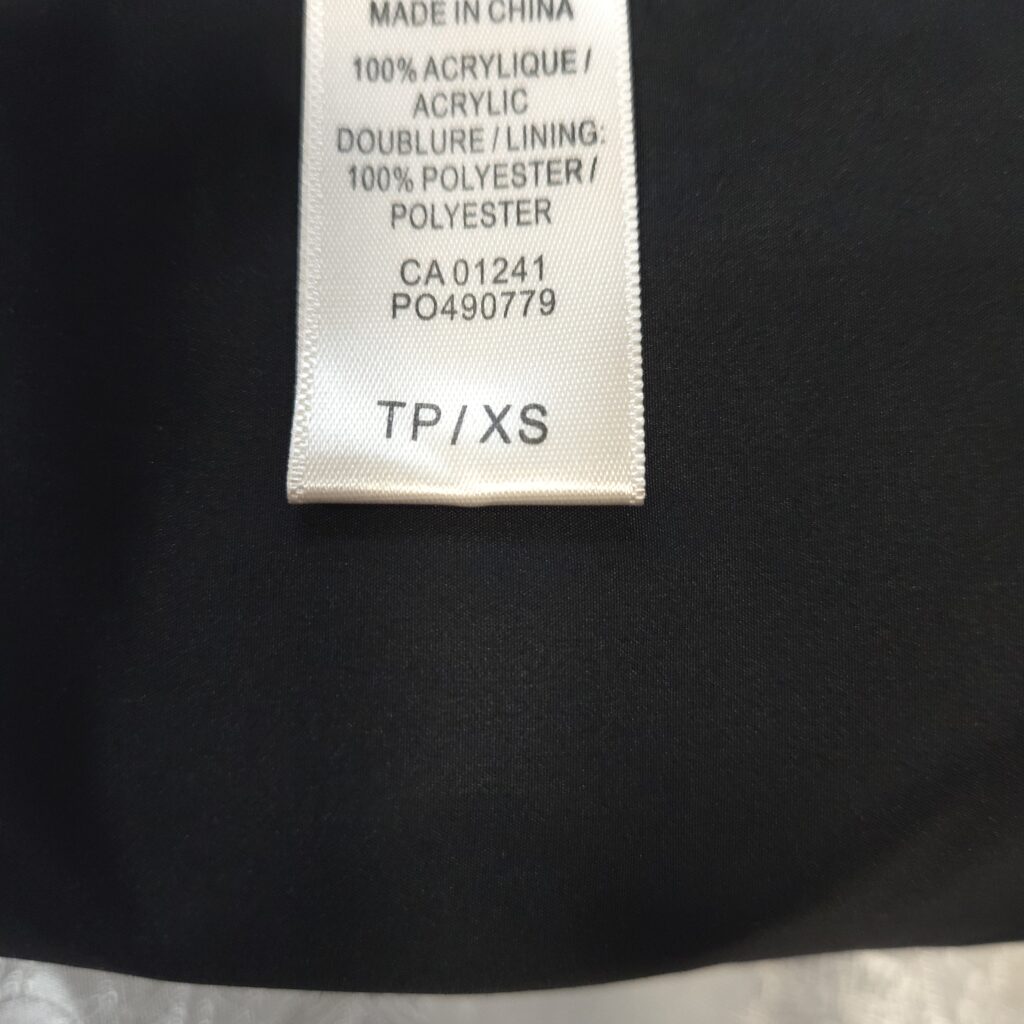 MADE IN CHINA
100% ACRYLIQUE /
ACRYLIC
DOUBLURE / LINING:
100% POLYESTER /
POLYESTER
CA 01241
PO490779
TP / XS